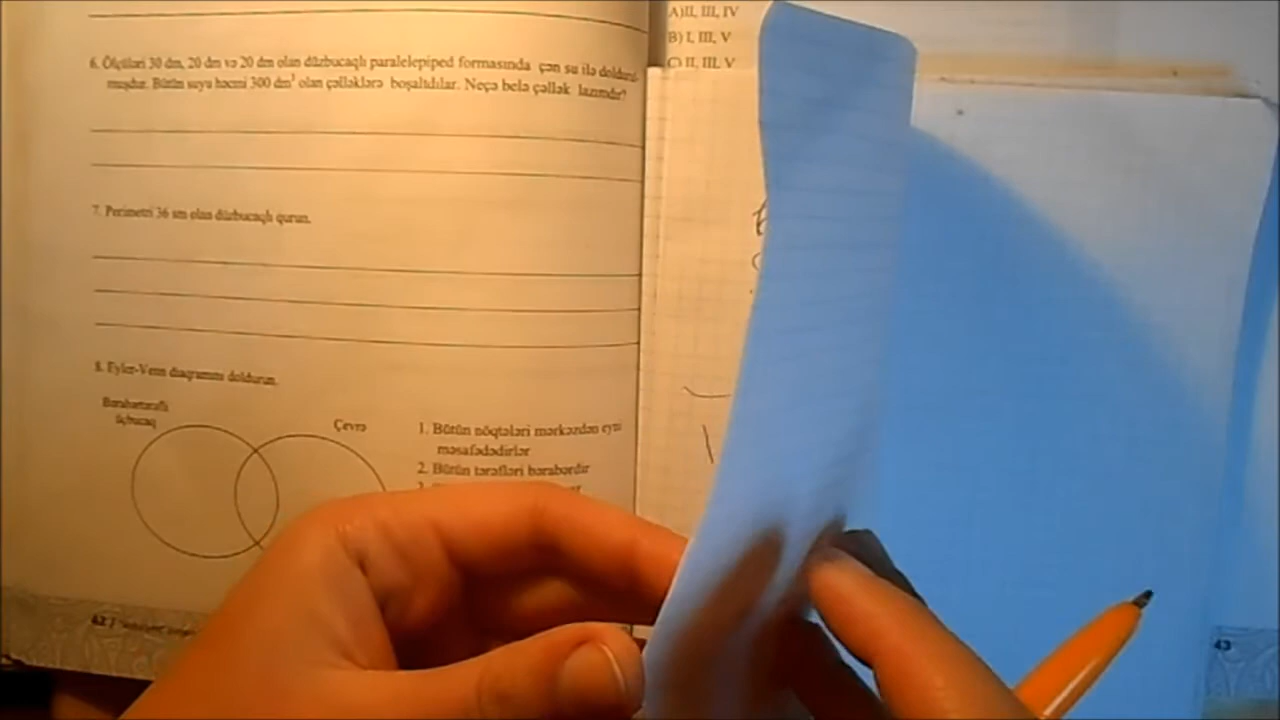 6. Ölçüləri 30 dm, 20 dm və 20 dm olan düzbucaqlı paralelepiped formasında çən su ilə doldurul-
muşdur. Bütün suyu həcmi 300 dm³ olan çəlləklərə boşaltdılar. Neçə belə çəllək lazımdır?
7. Perimetri 36 sm olan düzbucaqlı qurun.
8. Eyler-Venn diaqramını doldurun.
Bərabərtərəfli
üçbucaq
Çevrə
1. Bütün nöqtələri mərkəzdən eyni
məsafədədirlər
2. Bütün tərəfləri bərabərdir
42
A)II, III, IV
B) I, III, V
C) II, III, V
43